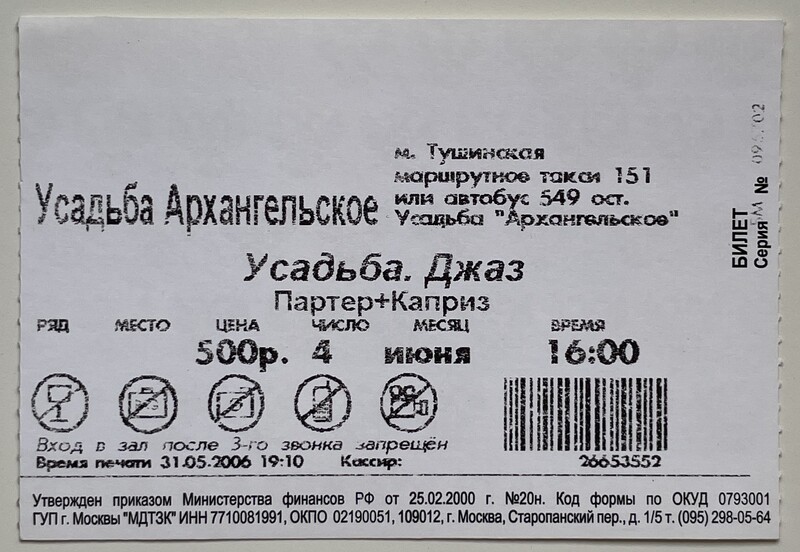 м. Тушинская
маршрутное такси 151
или автобус 549 ост.
Усадьба "Архангельское"
Усадьба Архангельское
Усадьба. Джаз
Партер+Каприз
РЯД МЕСТО ЦЕНА ЧИСЛО МЕСЯЦ ВРЕМЯ
500р. 4 июня 16:00
Вход в зал после 3-го звонка запрещён
Время печати 31.05.2006 19:10 Кассир: 26653552
Утвержден приказом Министерства финансов РФ от 25.02.2000 г. №20н. Код формы по ОКУД 0793001
ГУП г. Москвы "МДТЗК" ИНН 7710081991, ОКПО 02190051, 109012, г. Москва, Старопанский пер., д. 1/5 т. (095) 298-05-64
БИЛЕТ
Серия №